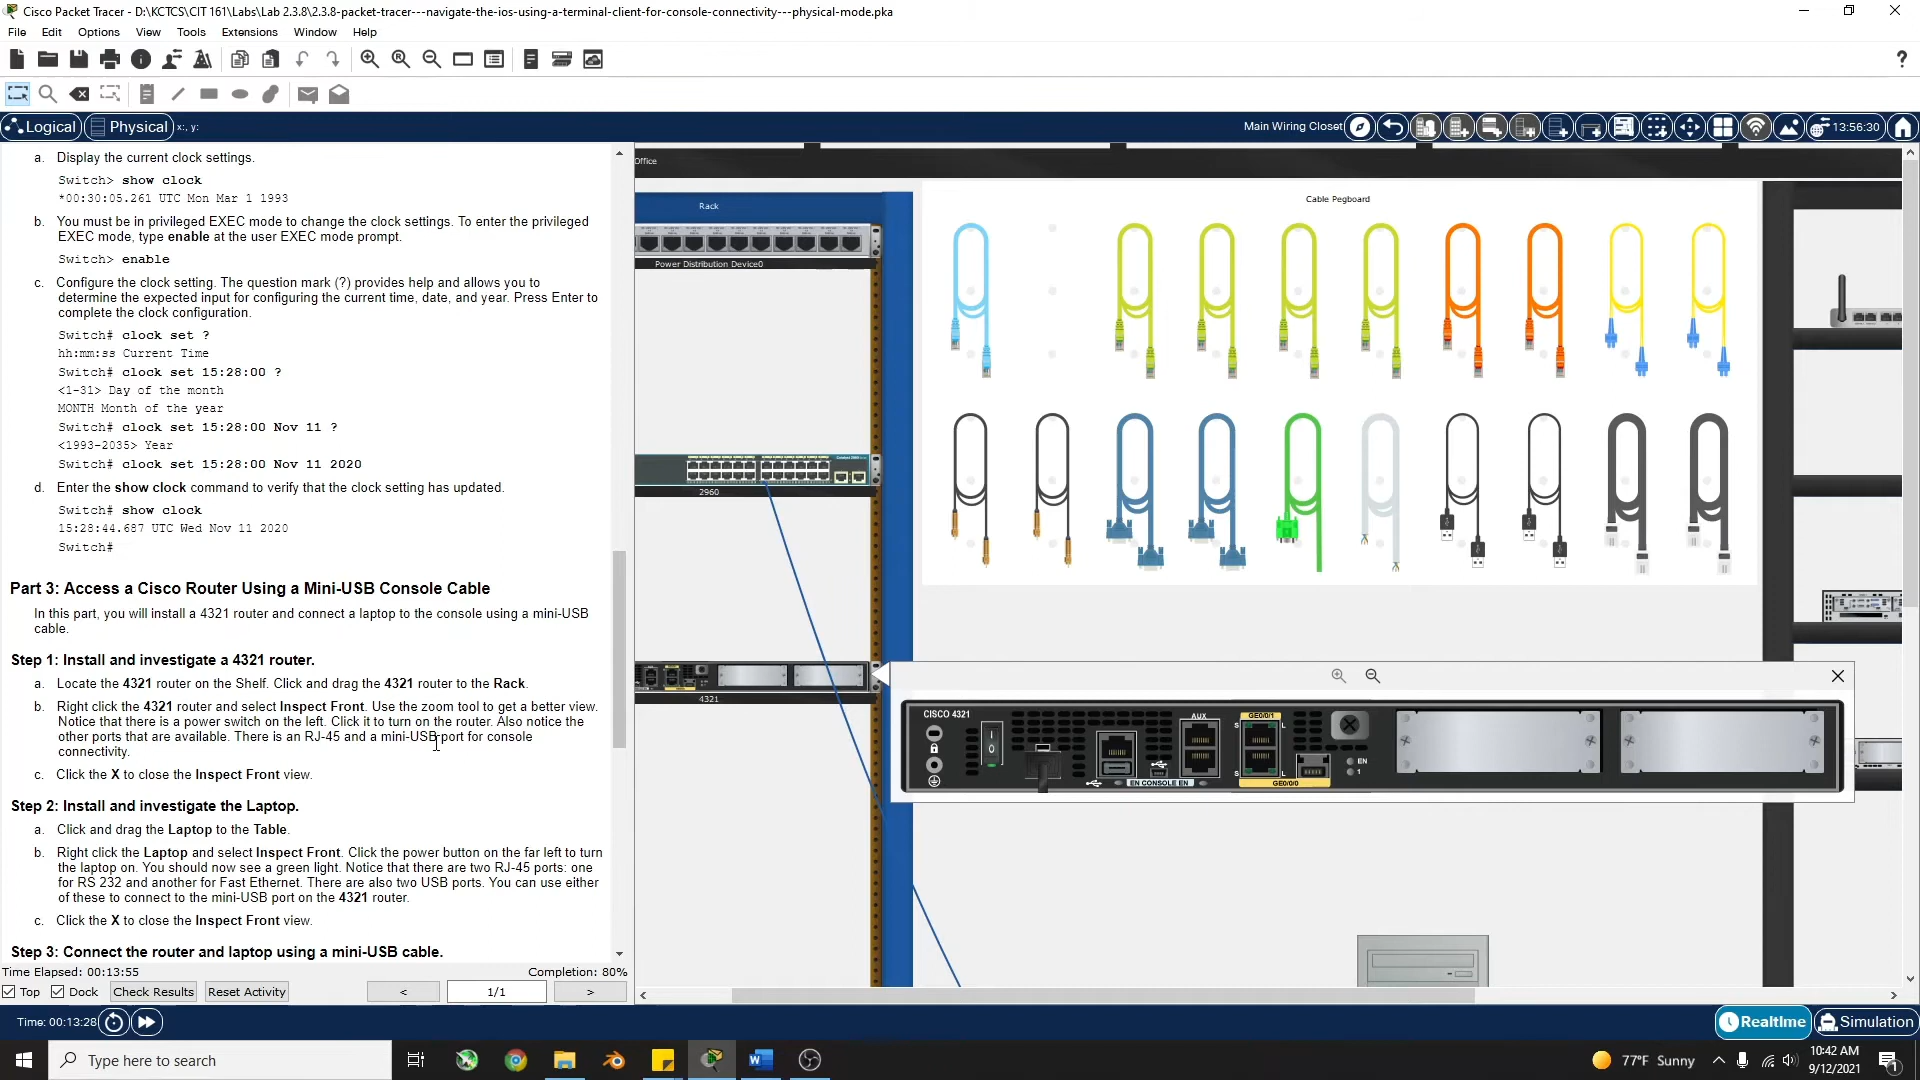 Cisco Packet Tracer - D:\KCTCS\CIT 161\Labs\Lab 2.3.8\2.3.8-packet-tracer---navigate-the-ios-using-a-terminal-client-for-console-connectivity---physical-mode.pka
File Edit Options View Tools Extensions Window Help
Logical Physical x:, y: Main Wiring Closet 13:56:30
a. Display the current clock settings.
Switch> show clock
*00:30:05.261 UTC Mon Mar 1 1993
b. You must be in privileged EXEC mode to change the clock settings. To enter the privileged
EXEC mode, type enable at the user EXEC mode prompt.
Switch> enable
c. Configure the clock setting. The question mark (?) provides help and allows you to
determine the expected input for configuring the current time, date, and year. Press Enter to
complete the clock configuration.
Switch# clock set ?
hh:mm:ss Current Time
Switch# clock set 15:28:00 ?
<1-31> Day of the month
MONTH Month of the year
Switch# clock set 15:28:00 Nov 11 ?
<1993-2035> Year
Switch# clock set 15:28:00 Nov 11 2020
d. Enter the show clock command to verify that the clock setting has updated.
Switch# show clock
15:28:44.687 UTC Wed Nov 11 2020
Switch#
Part 3: Access a Cisco Router Using a Mini-USB Console Cable
In this part, you will install a 4321 router and connect a laptop to the console using a mini-USB
cable.
Step 1: Install and investigate a 4321 router.
a. Locate the 4321 router on the Shelf. Click and drag the 4321 router to the Rack.
b. Right click the 4321 router and select Inspect Front. Use the zoom tool to get a better view.
Notice that there is a power switch on the left. Click it to turn on the router. Also notice the
other ports that are available. There is an RJ-45 and a mini-USB port for console
connectivity.
c. Click the X to close the Inspect Front view.
Step 2: Install and investigate the Laptop.
a. Click and drag the Laptop to the Table.
b. Right click the Laptop and select Inspect Front. Click the power button on the far left to turn
the laptop on. You should now see a green light. Notice that there are two RJ-45 ports: one
for RS 232 and another for Fast Ethernet. There are also two USB ports. You can use either
of these to connect to the mini-USB port on the 4321 router.
c. Click the X to close the Inspect Front view.
Step 3: Connect the router and laptop using a mini-USB cable.
Time Elapsed: 00:13:55 Completion: 80%
Top Dock Check Results Reset Activity < 1/1 >
Office
Rack
Power Distribution Device0
2960
4321
Cable Pegboard
CISCO 4321
AUX
GE0/0/1
S L
EN
1
S L
EN CONSOLE EN
GE0/0/0
Time: 00:13:28 Realtime Simulation
Type here to search
77°F Sunny
10:42 AM
9/12/2021
1